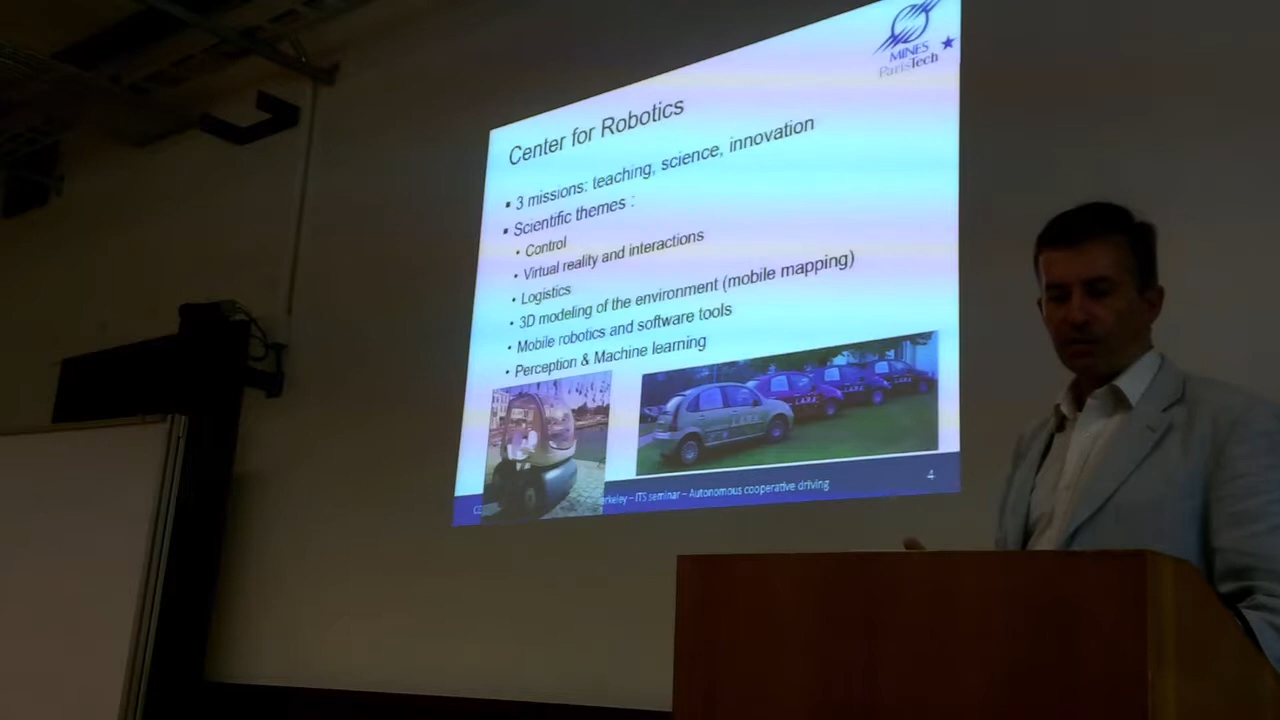 MINES
ParisTech
Center for Robotics
▪ 3 missions: teaching, science, innovation
▪ Scientific themes :
• Control
• Virtual reality and interactions
• Logistics
• 3D modeling of the environment (mobile mapping)
• Mobile robotics and software tools
• Perception & Machine learning
L.A.R.A.
– ITS seminar – Autonomous cooperative driving
4